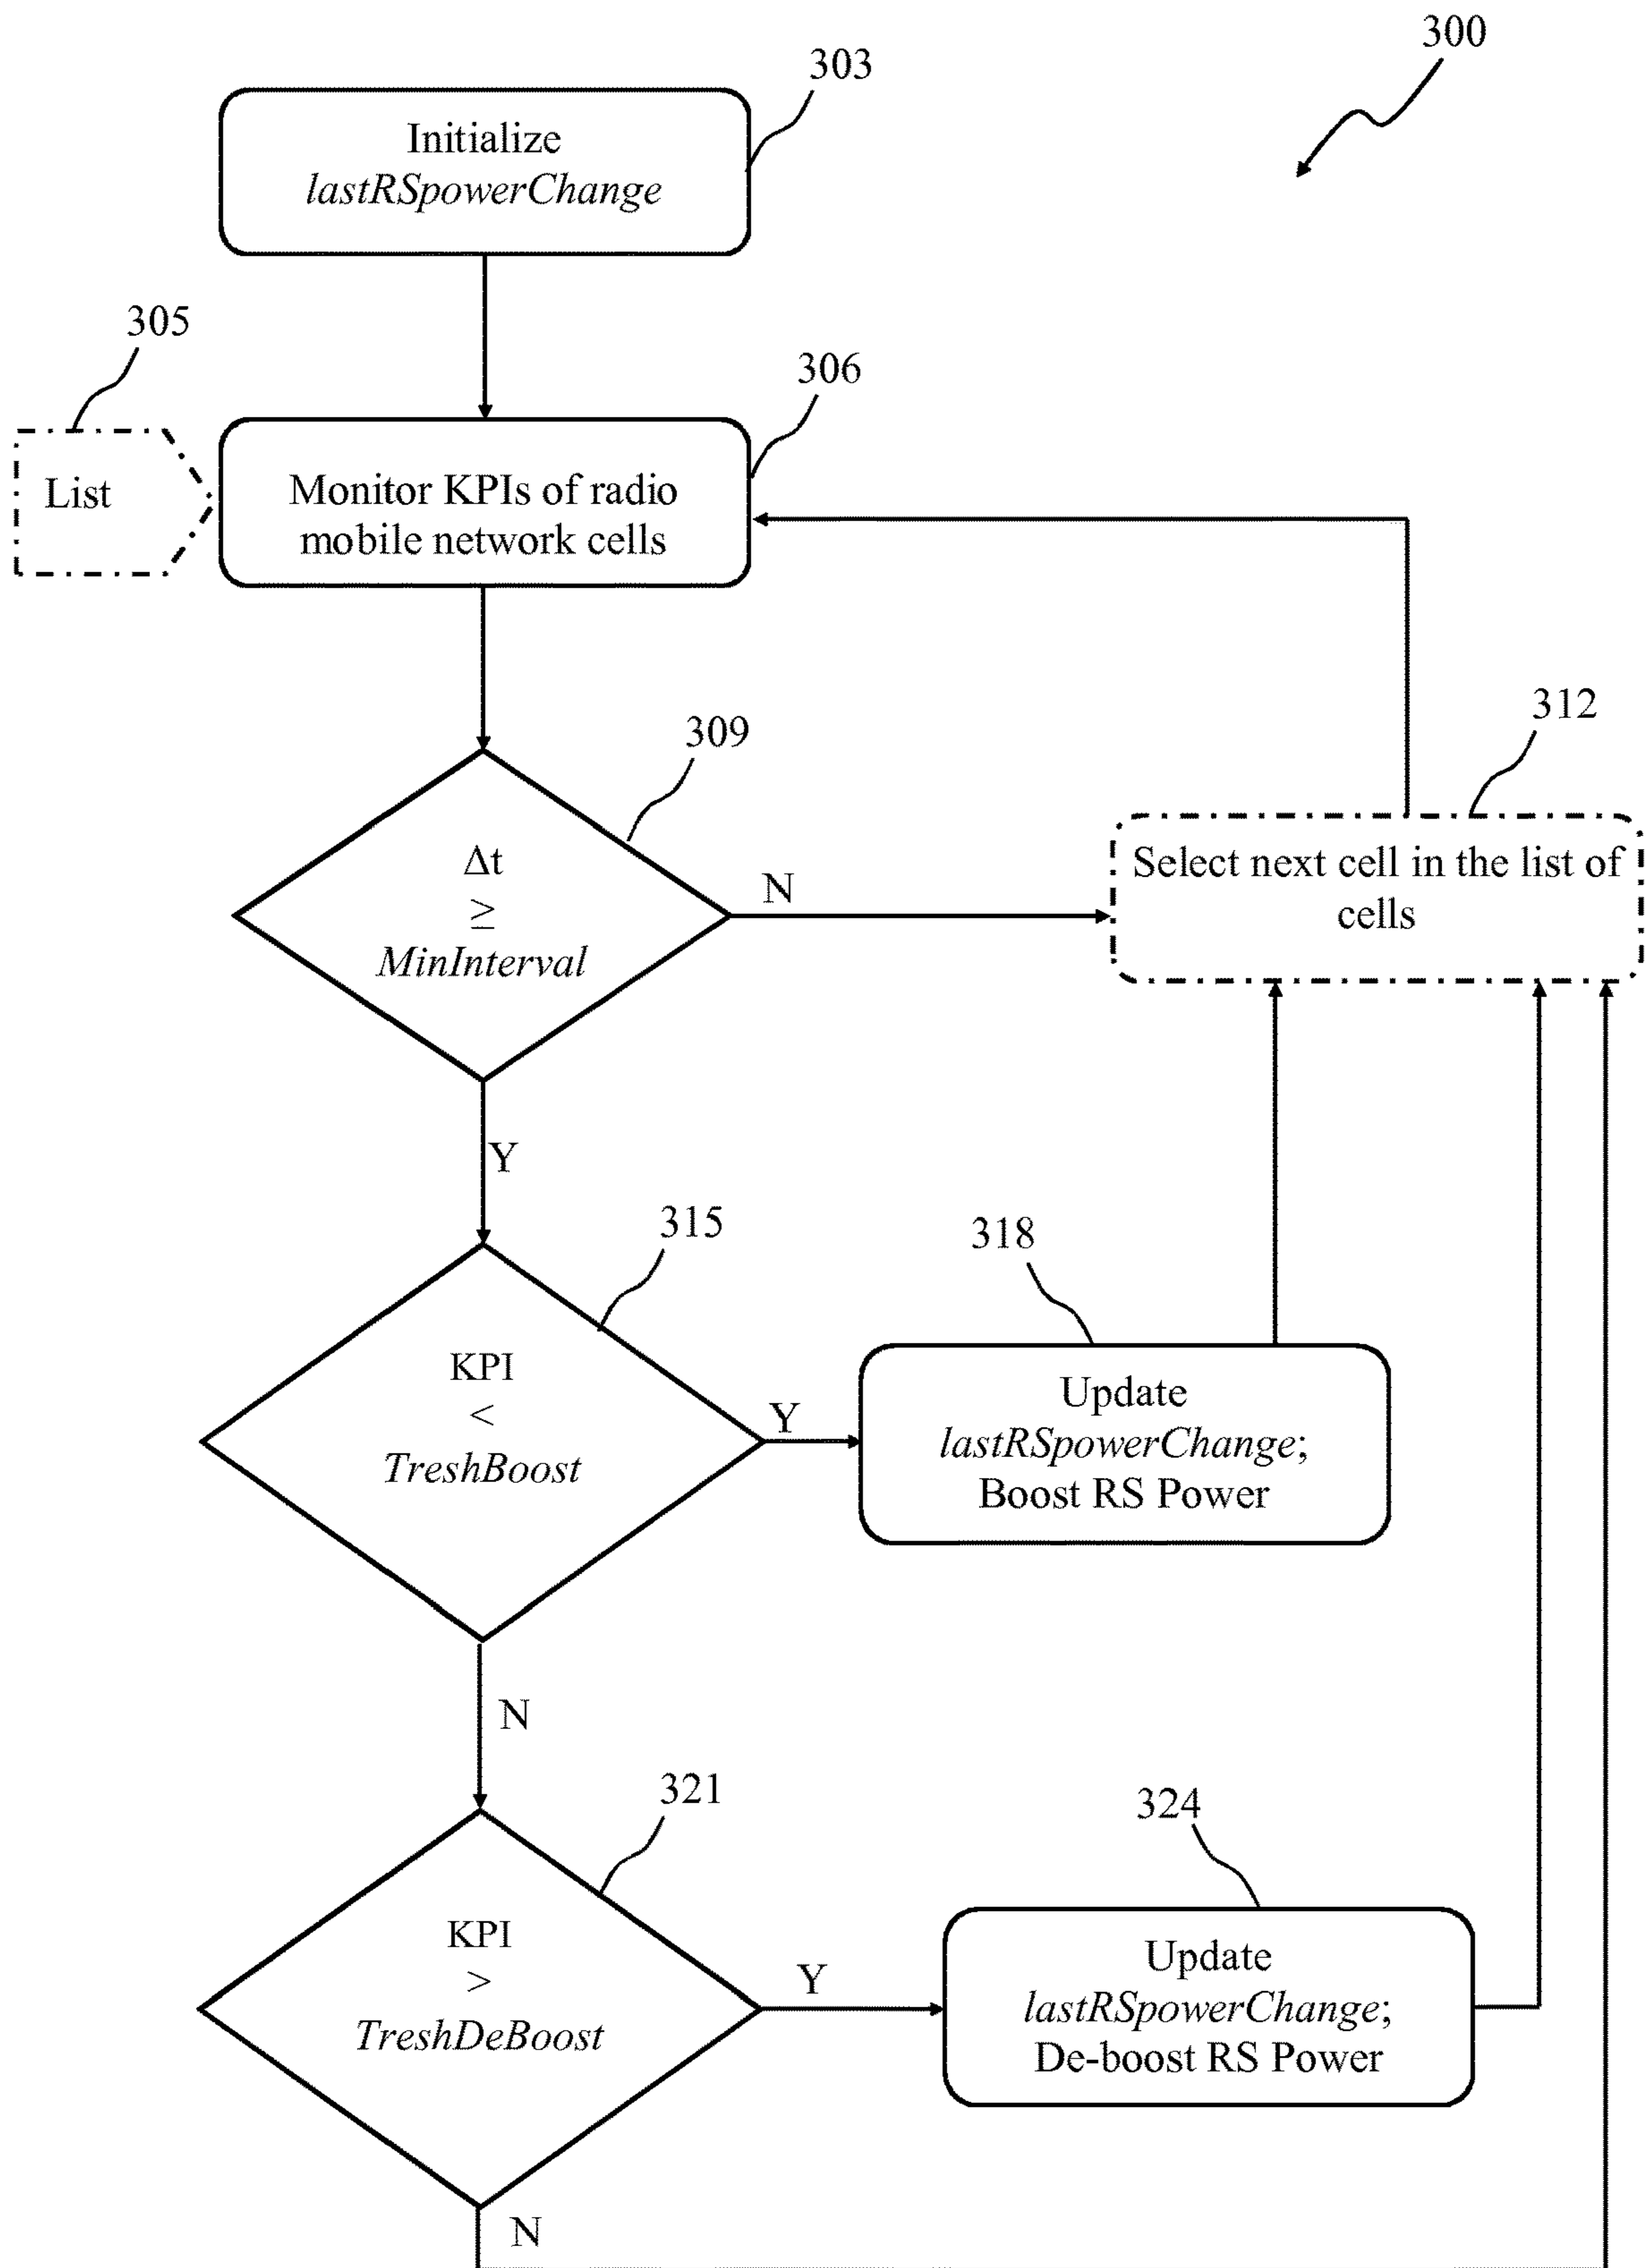 300
303
Initialize
lastRSpowerChange
305
306
List
Monitor KPIs of radio
mobile network cells
309
312
Δt
≥
MinInterval
N
Select next cell in the list of
cells
Y
315
318
KPI
<
TreshBoost
Y
Update
lastRSpowerChange;
Boost RS Power
N
321
324
KPI
>
TreshDeBoost
Y
Update
lastRSpowerChange;
De-boost RS Power
N